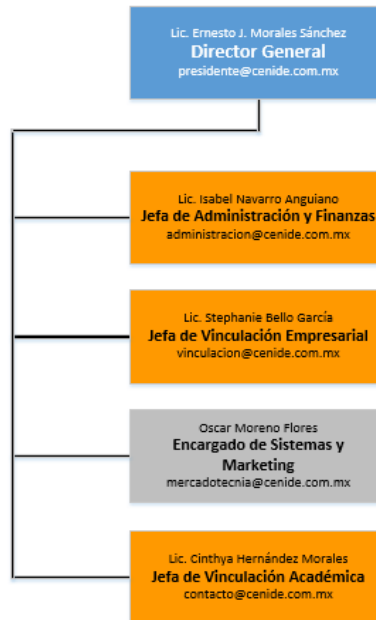 Lic. Ernesto J. Morales Sánchez
Director General
presidente@cenide.com.mx
Lic. Isabel Navarro Anguiano
Jefa de Administración y Finanzas
administracion@cenide.com.mx
Lic. Stephanie Bello García
Jefa de Vinculación Empresarial
vinculacion@cenide.com.mx
Oscar Moreno Flores
Encargado de Sistemas y
Marketing
mercadotecnia@cenide.com.mx
Lic. Cinthya Hernández Morales
Jefa de Vinculación Académica
contacto@cenide.com.mx